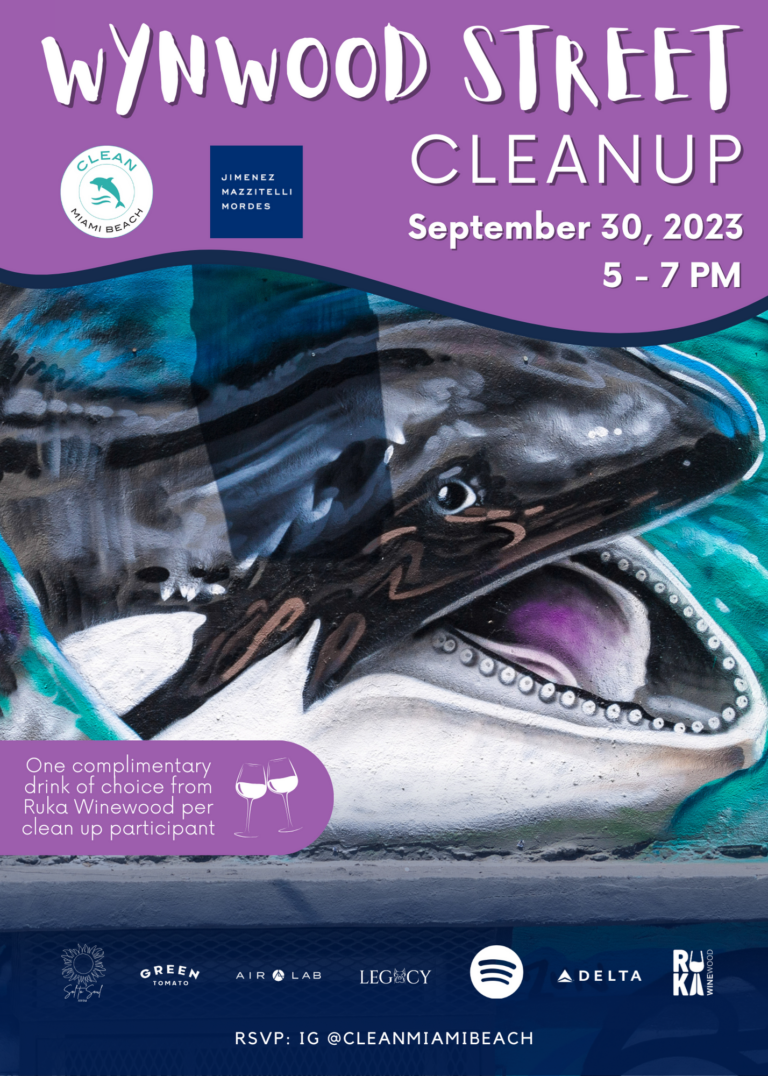 WYNWOOD STREET
CLEANUP
CLEAN
MIAMI BEACH
JIMENEZ
MAZZITELLI
MORDES
September 30, 2023
5 - 7 PM
One complimentary
drink of choice from
Ruka Winewood per
clean up participant
Salt & Soul
GREEN
TOMATO
AIR LAB
LEGACY
DELTA
RUKA
WINEWOOD
RSVP: IG @CLEANMIAMIBEACH